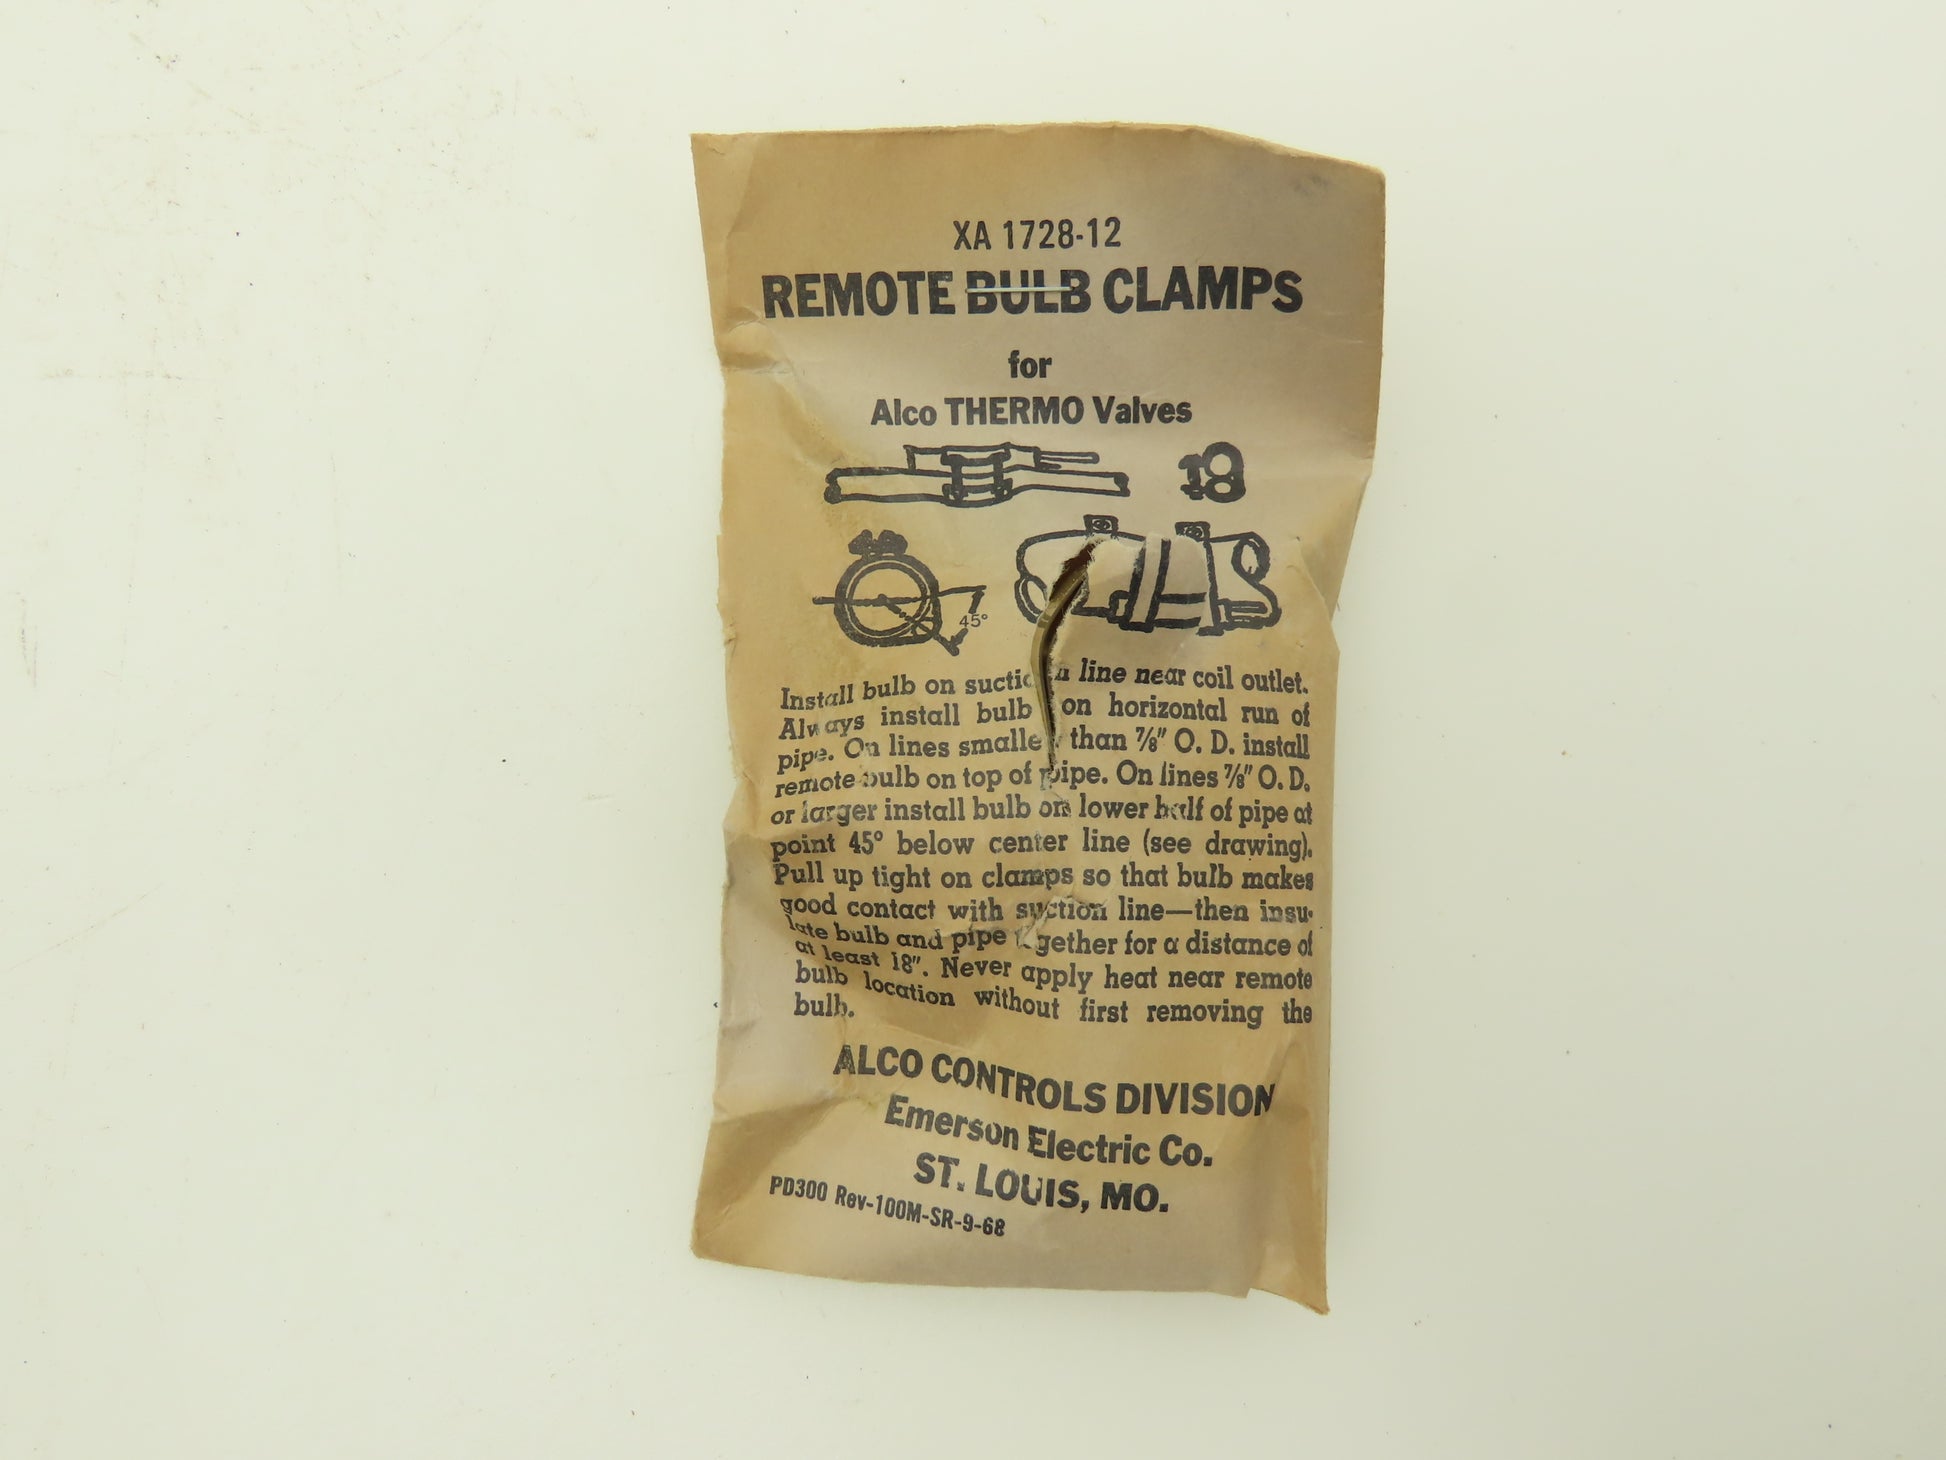 XA 1728-12
REMOTE BULB CLAMPS
for
Alco THERMO Valves
45°
Install bulb on suction line near coil outlet.
Always install bulb on horizontal run of
pipe. On lines smaller than ⅞" O. D. install
remote bulb on top of pipe. On lines ⅞" O. D.
or larger install bulb on lower half of pipe at
point 45° below center line (see drawing).
Pull up tight on clamps so that bulb makes
good contact with suction line—then insu-
late bulb and pipe together for a distance of
at least 18". Never apply heat near remote
bulb location without first removing the
bulb.
ALCO CONTROLS DIVISION
Emerson Electric Co.
ST. LOUIS, MO.
PD300 Rev-100M-SR-9-68